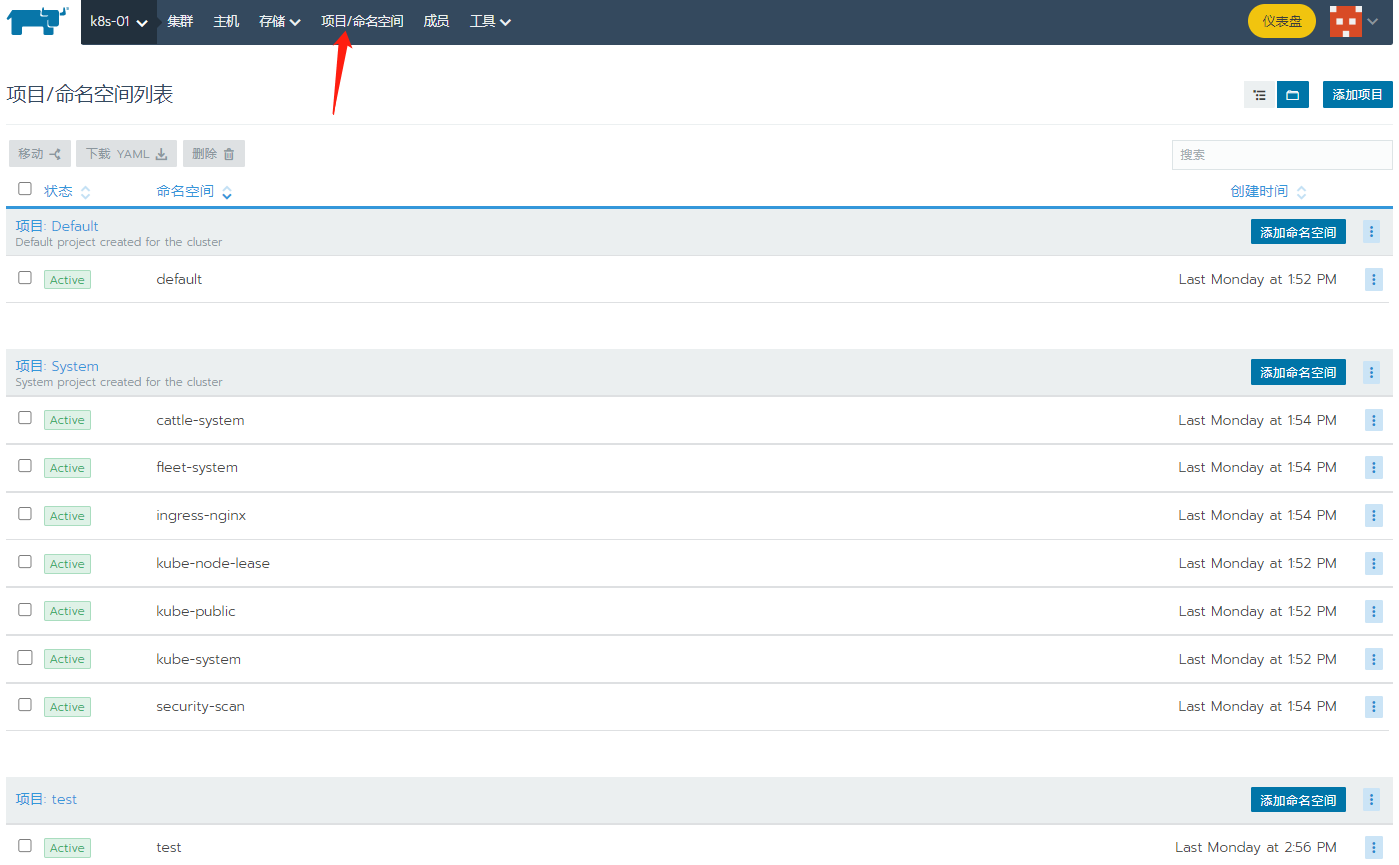 k8s-01 集群 主机 存储 项目/命名空间 成员 工具 仪表盘
项目/命名空间列表 添加项目
移动 下载 YAML 删除 搜索
状态 命名空间 创建时间
项目: Default 添加命名空间
Default project created for the cluster
Active default Last Monday at 1:52 PM
项目: System 添加命名空间
System project created for the cluster
Active cattle-system Last Monday at 1:54 PM
Active fleet-system Last Monday at 1:54 PM
Active ingress-nginx Last Monday at 1:54 PM
Active kube-node-lease Last Monday at 1:52 PM
Active kube-public Last Monday at 1:52 PM
Active kube-system Last Monday at 1:52 PM
Active security-scan Last Monday at 1:54 PM
项目: test 添加命名空间
Active test Last Monday at 2:56 PM